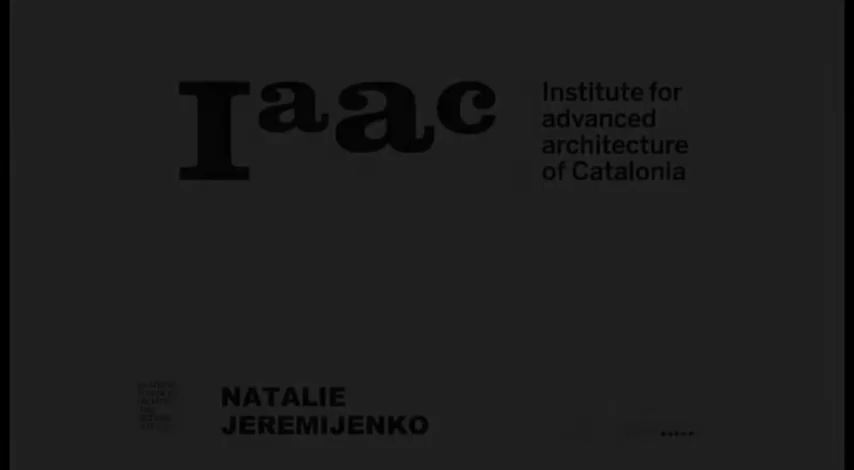 Iaac
Institute for
advanced
architecture
of Catalonia
NATALIE
JEREMIJENKO